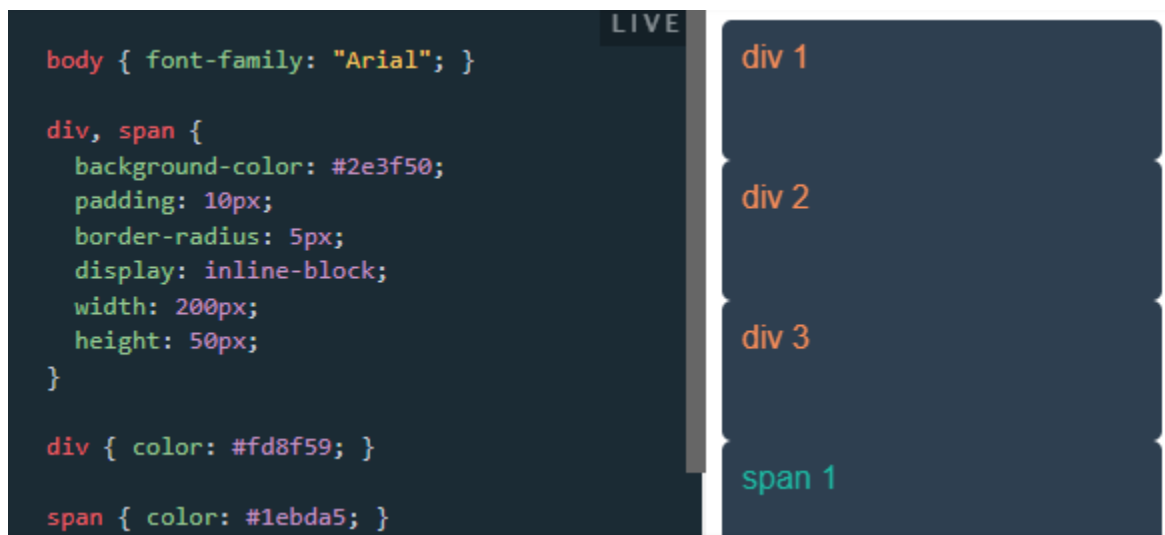 LIVE
body { font-family: "Arial"; }
div, span {
  background-color: #2e3f50;
  padding: 10px;
  border-radius: 5px;
  display: inline-block;
  width: 200px;
  height: 50px;
}
div { color: #fd8f59; }
span { color: #1ebda5; }
div 1
div 2
div 3
span 1